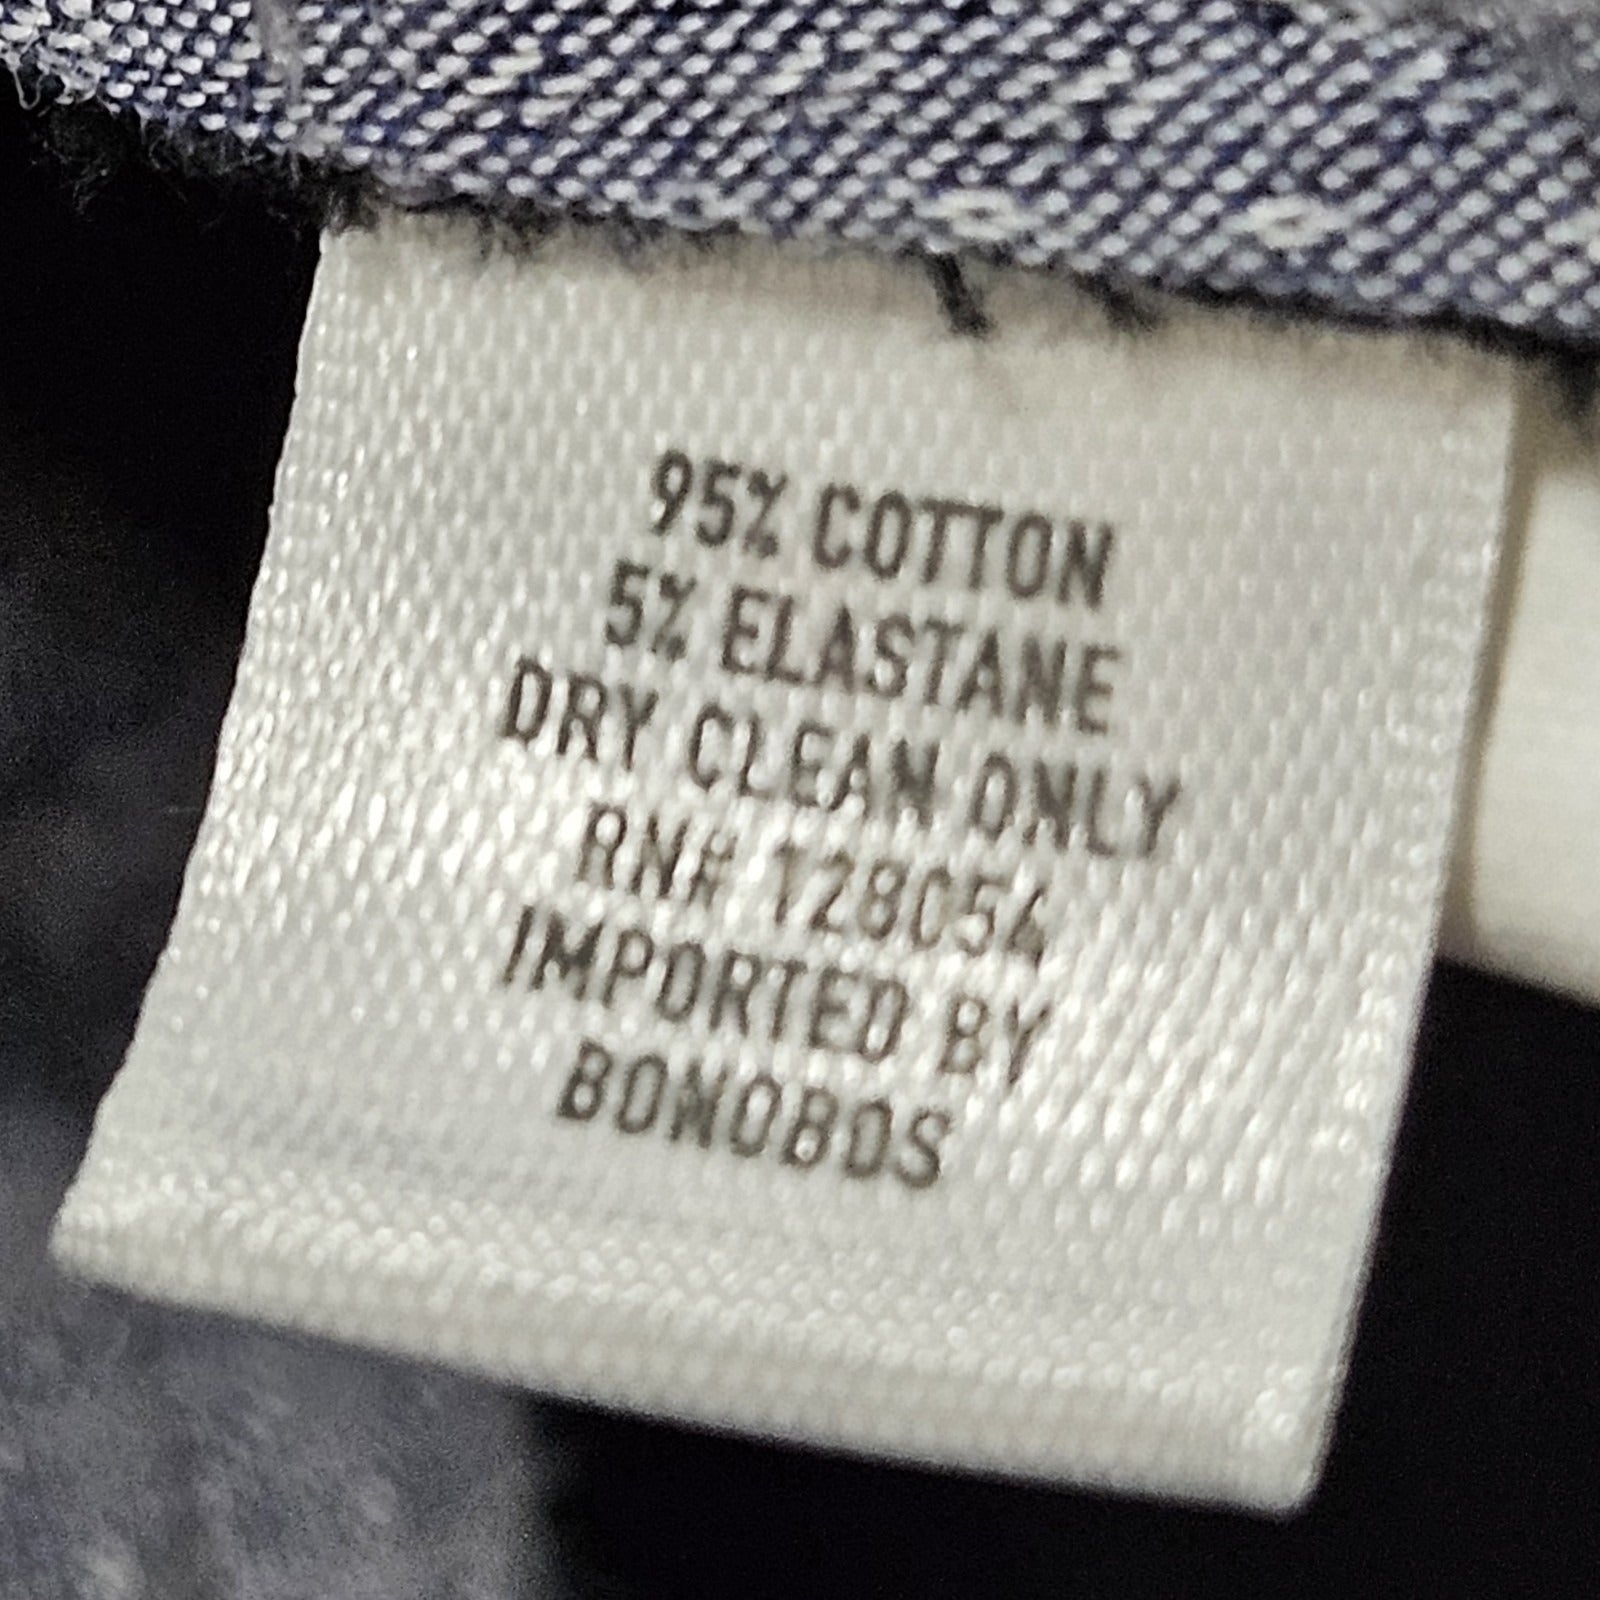 95% COTTON
5% ELASTANE
DRY CLEAN ONLY
RN# 128054
IMPORTED BY
BONOBOS